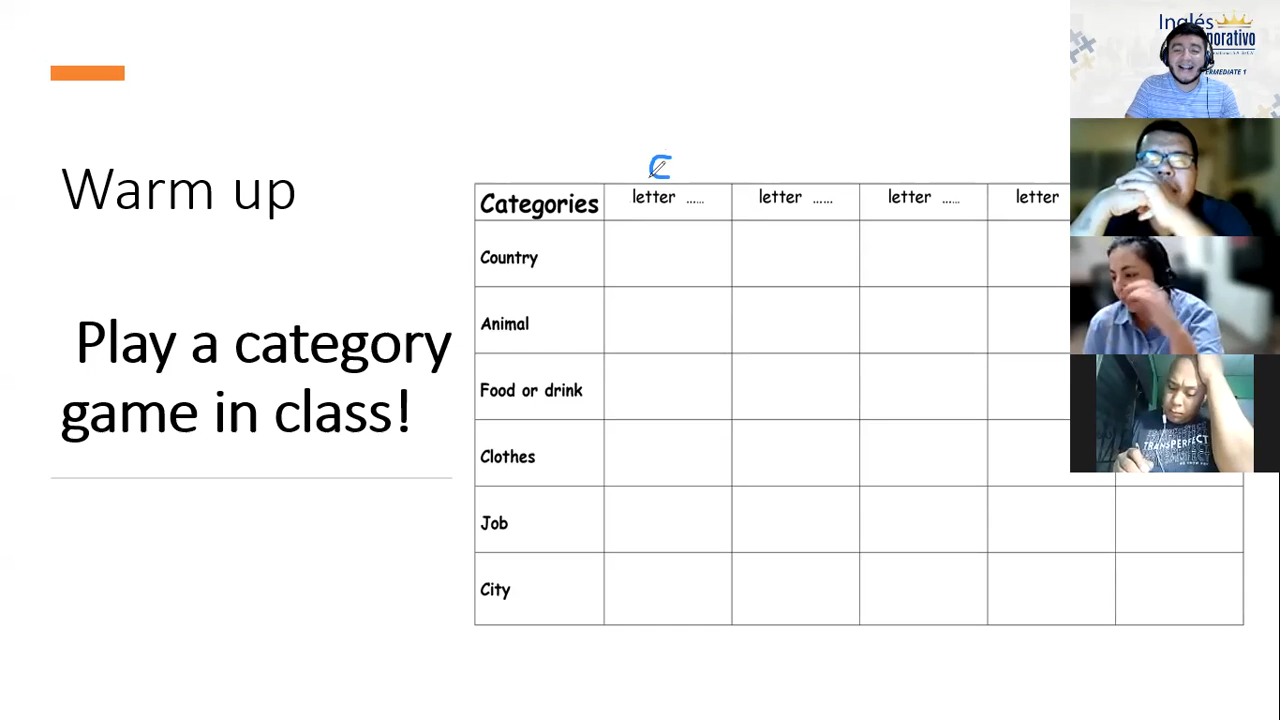 Warm up
Play a category
game in class!
C
Categories letter ...... letter ...... letter ...... letter
Country
Animal
Food or drink
Clothes
Job
City
Inglés
porativo
ERMEDIATE 1
TRANSPERFECT